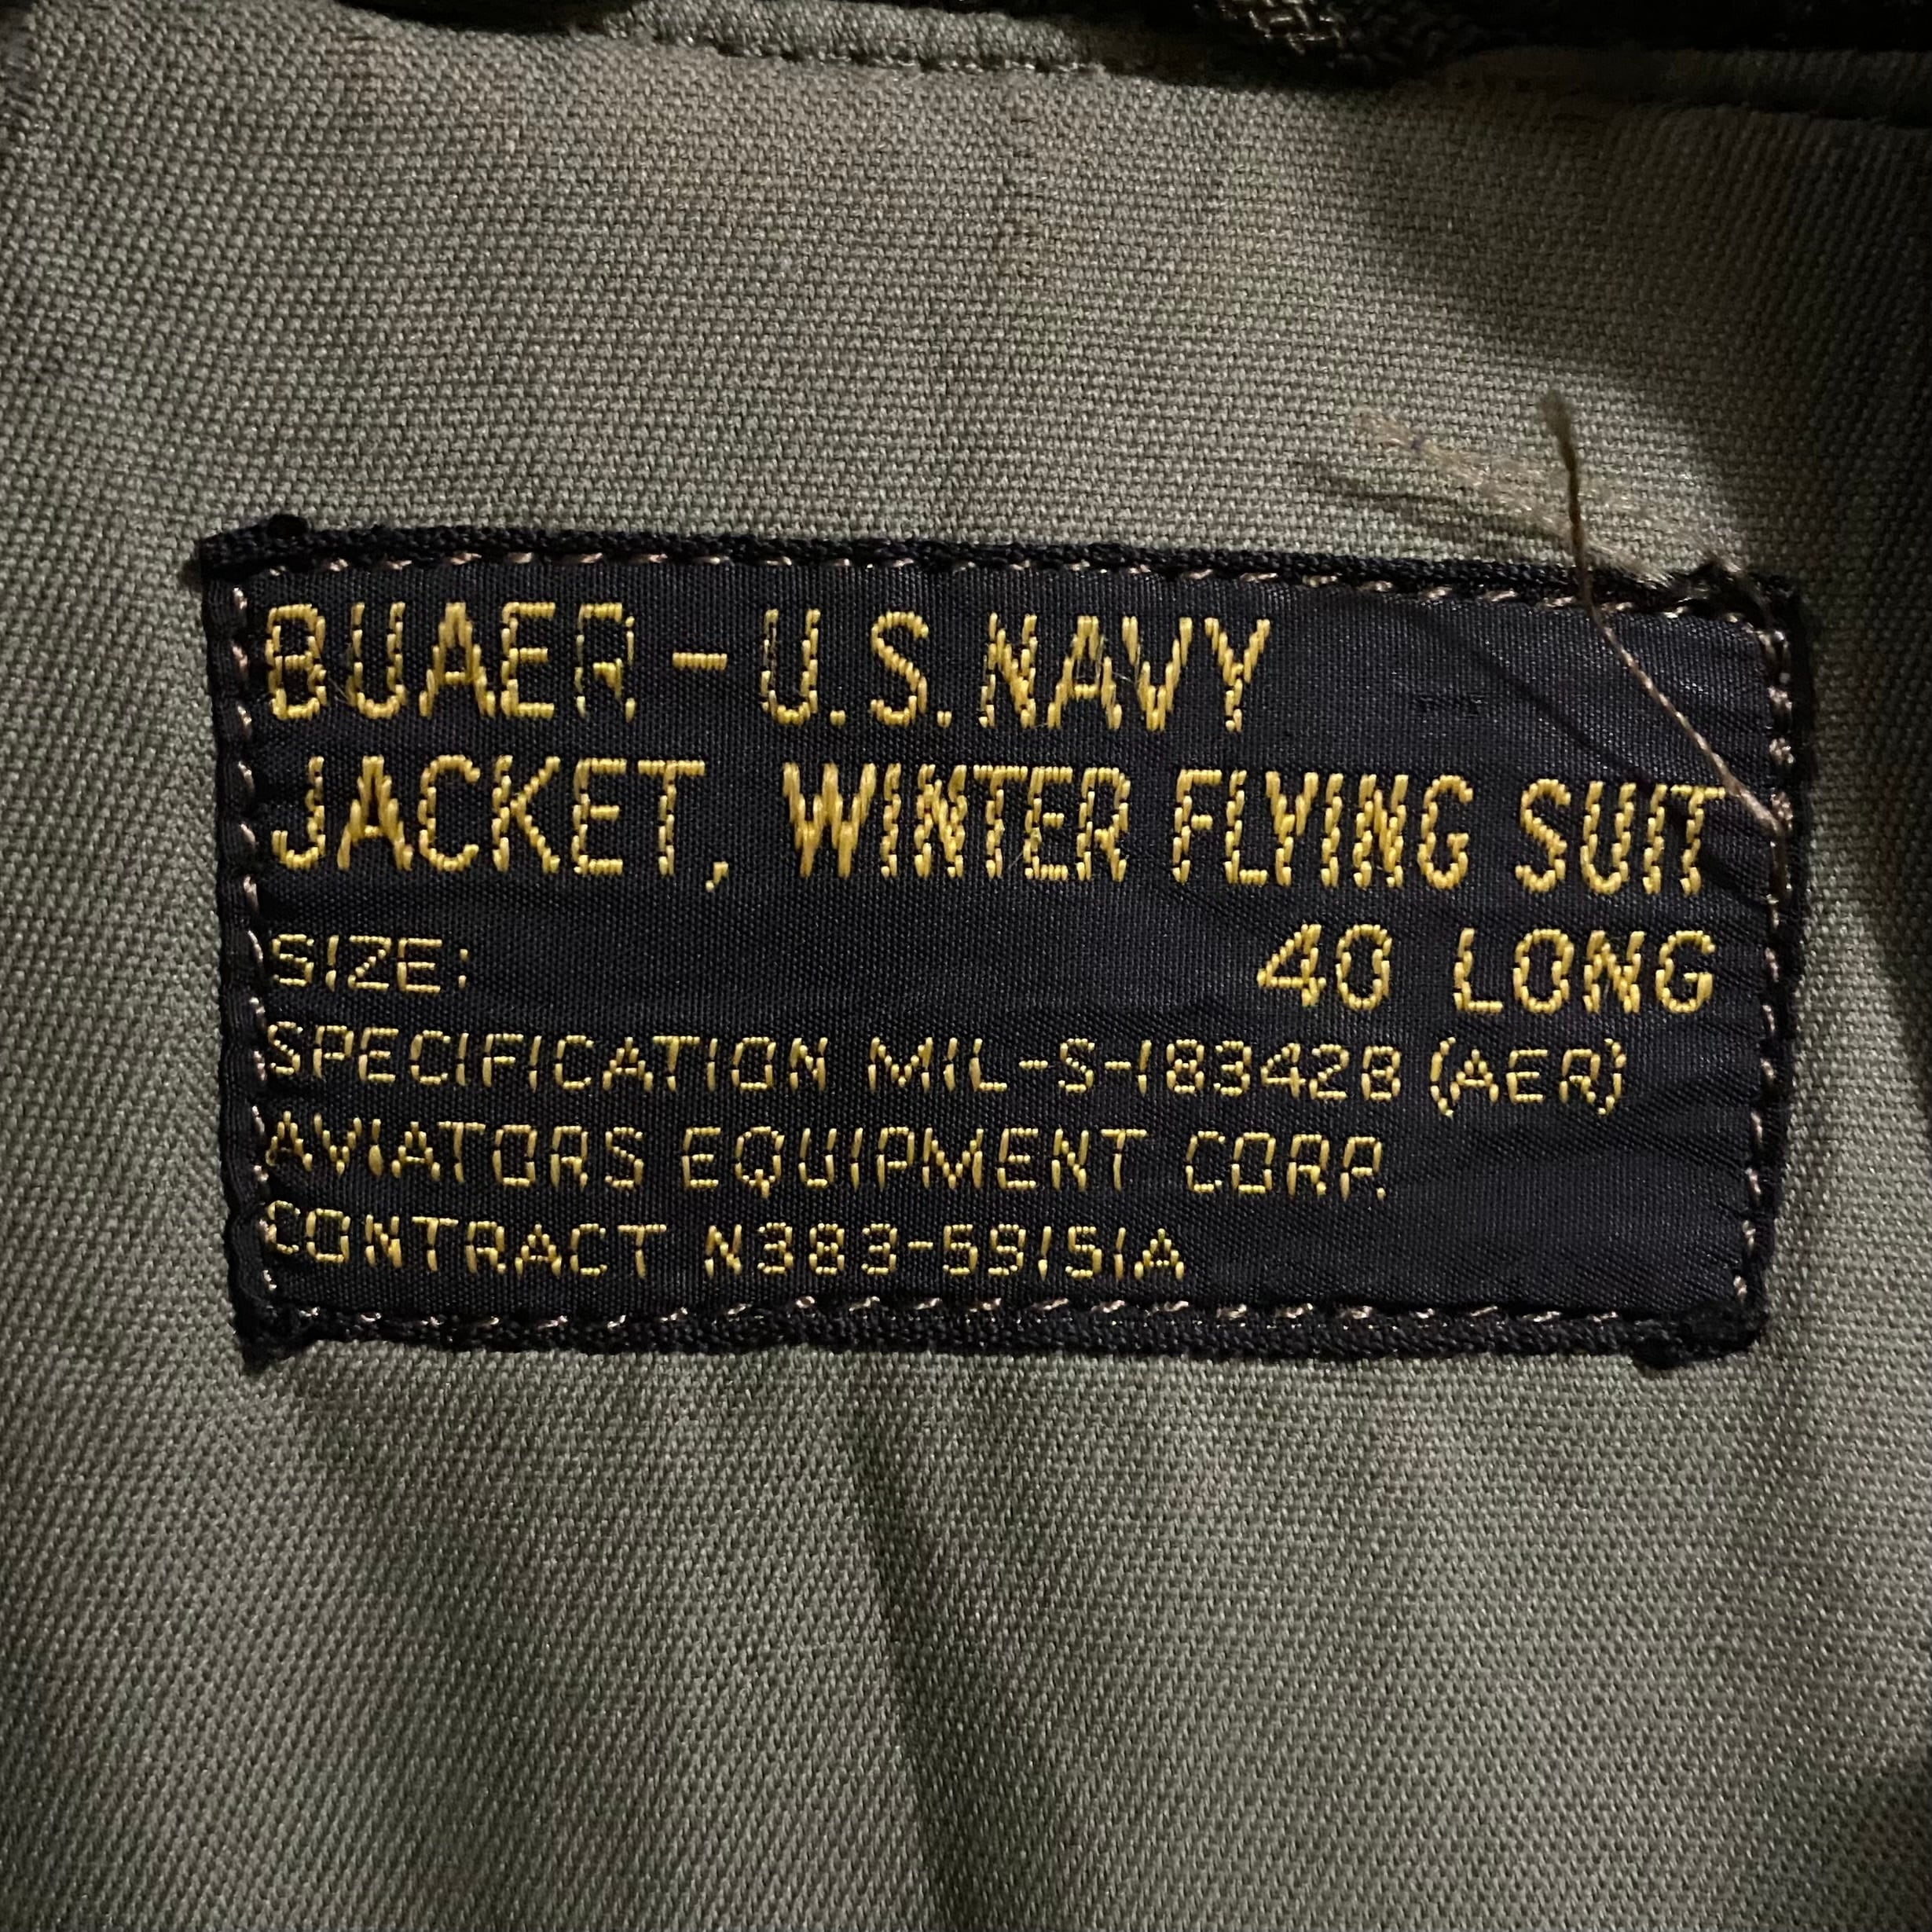 BUAER - U.S. NAVY
JACKET, WINTER FLYING SUIT
SIZE: 40 LONG
SPECIFICATION MIL-S-18342B (AER)
AVIATORS EQUIPMENT CORP.
CONTRACT N383-59151A